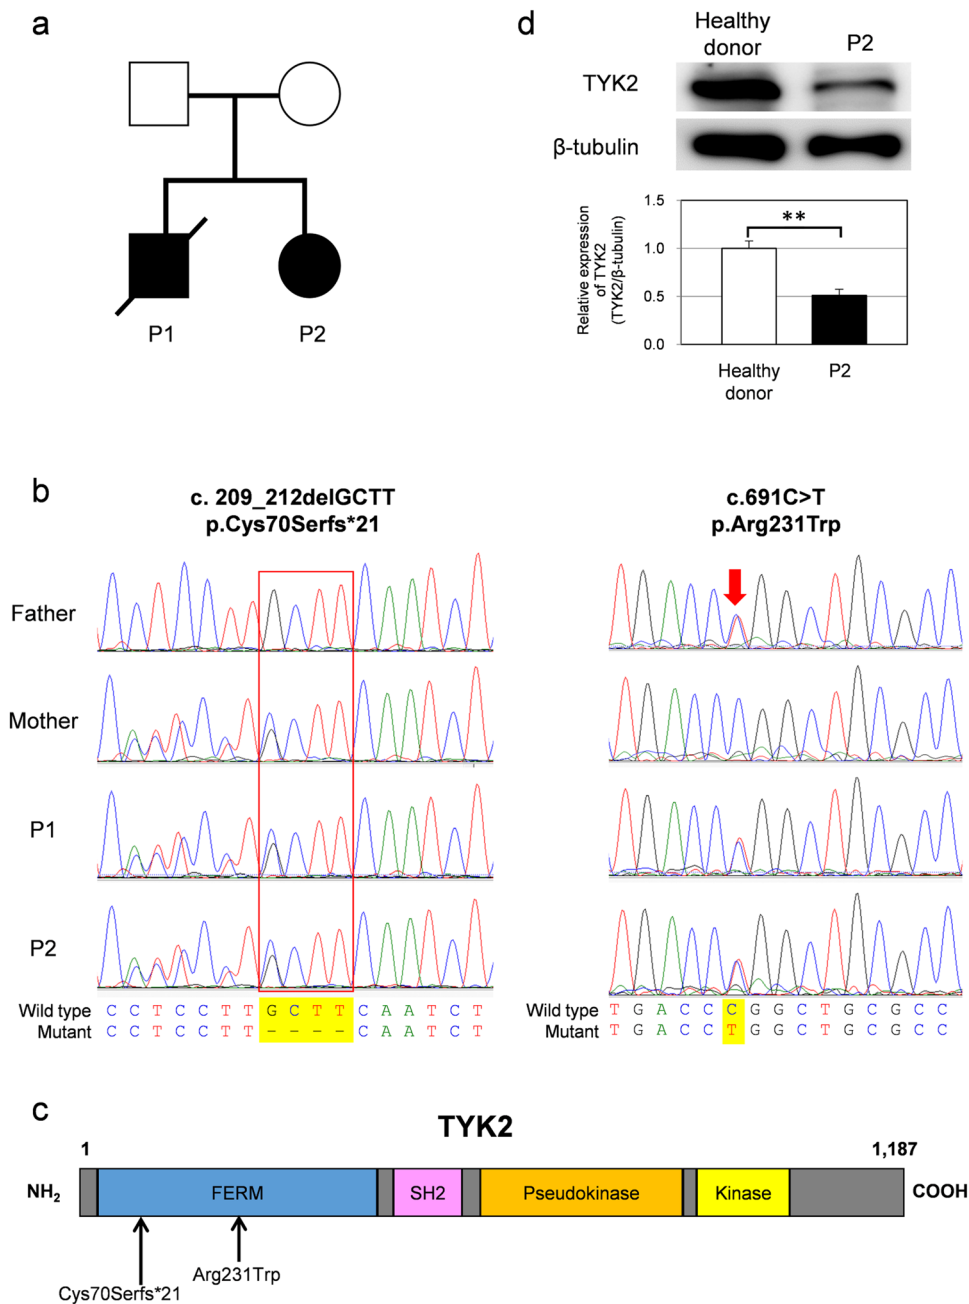 a
P1
P2
d
Healthy
donor
P2
TYK2
β-tubulin
Relative expression
of TYK2
(TYK2/β-tubulin)
1.5
1.0
0.5
0.0
**
Healthy
donor
P2
b
c. 209_212delGCTT
p.Cys70Serfs*21
c.691C>T
p.Arg231Trp
Father
Mother
P1
P2
Wild type C C T C C T T G C T T C A A T C T
Mutant C C T C C T T - - - - C A A T C T
Wild type T G A C C C G G C T G C G C C
Mutant T G A C C T G G C T G C G C C
c
TYK2
1
1,187
NH2
FERM
SH2
Pseudokinase
Kinase
COOH
Arg231Trp
Cys70Serfs*21